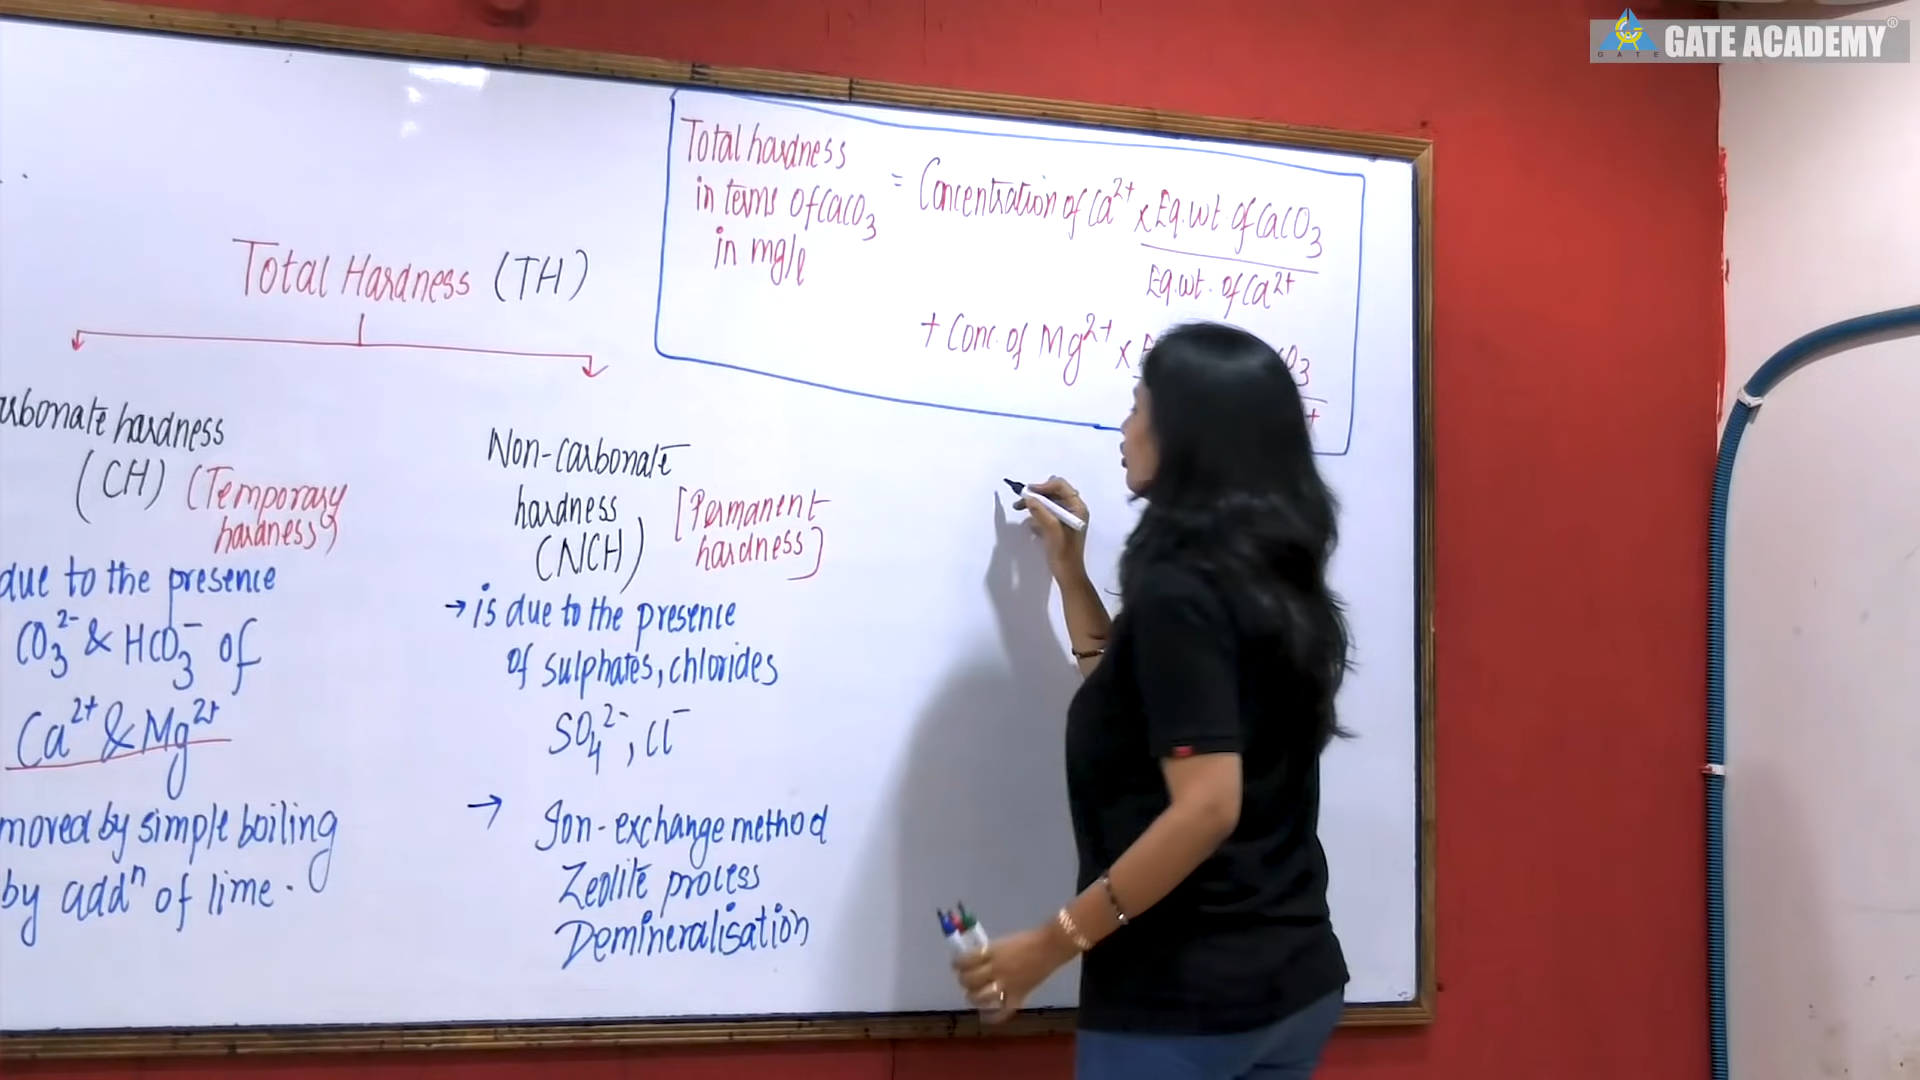 GATE ACADEMY®
GATE
Total hardness
in terms of CaCO3
in mg/l
= Concentration of Ca2+ x Eq.wt. of CaCO3
Eq.wt. of Ca2+
+ Conc. of Mg2+ x
O3
+
Total Hardness (TH)
arbonate hardness
(CH) (Temporary
hardness)
due to the presence
CO3 2- & HCO3- of
Ca2+ & Mg2+
moved by simple boiling
by addn of lime.
Non-carbonate
hardness
(NCH)
[Permanent
hardness]
→ is due to the presence
of sulphates, chlorides
SO4 2-, Cl-
→ Ion-exchange method
Zeolite process
Demineralisation